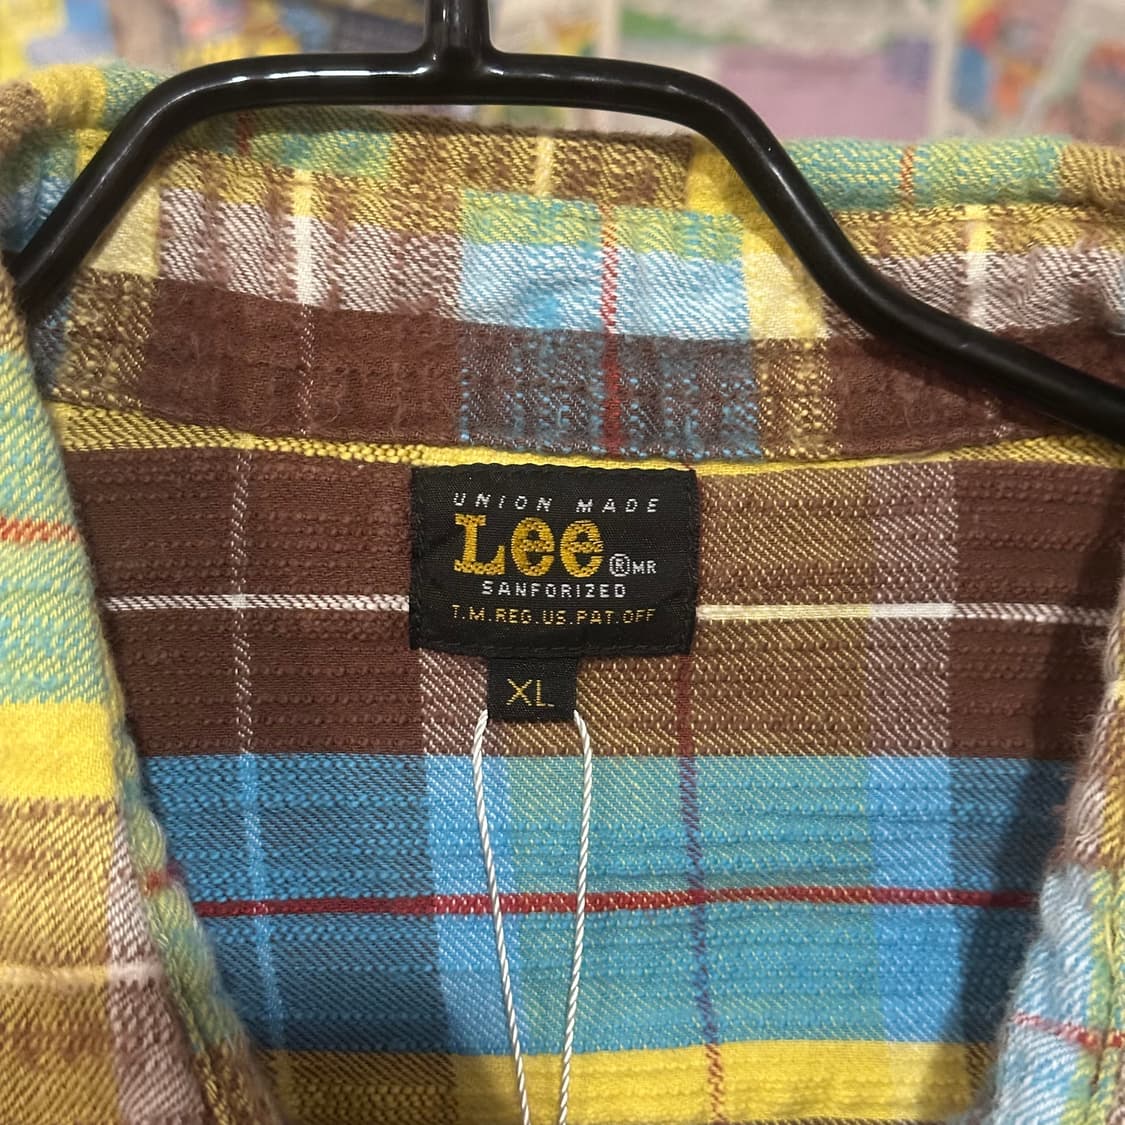 UNION MADE
Lee ®MR
SANFORIZED
T.M.REG.US.PAT.OFF
XL